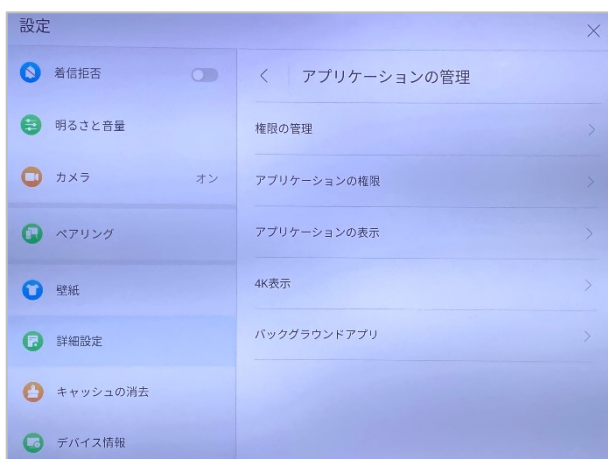 設定
着信拒否
明るさと音量
カメラ オン
ペアリング
壁紙
詳細設定
キャッシュの消去
デバイス情報
アプリケーションの管理
権限の管理
アプリケーションの権限
アプリケーションの表示
4K表示
バックグラウンドアプリ